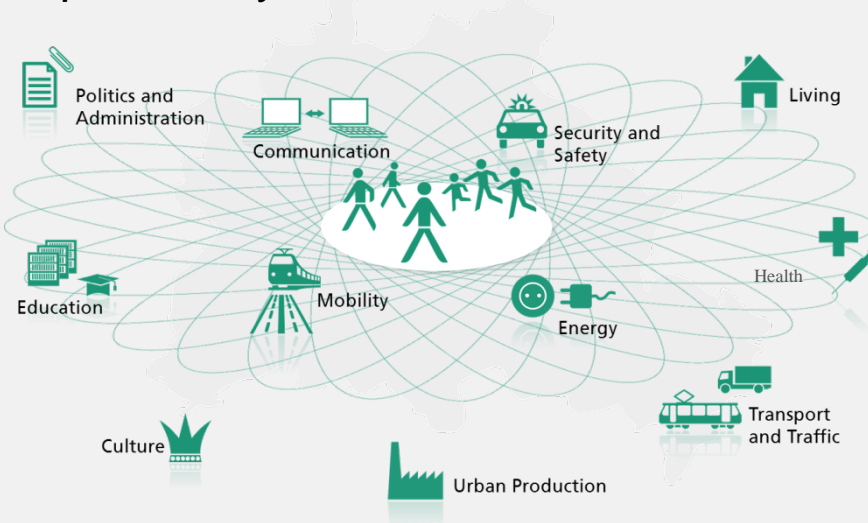 Politics and
Administration
Communication
Security and
Safety
Living
Health
Education
Mobility
Energy
Culture
Transport
and Traffic
Urban Production